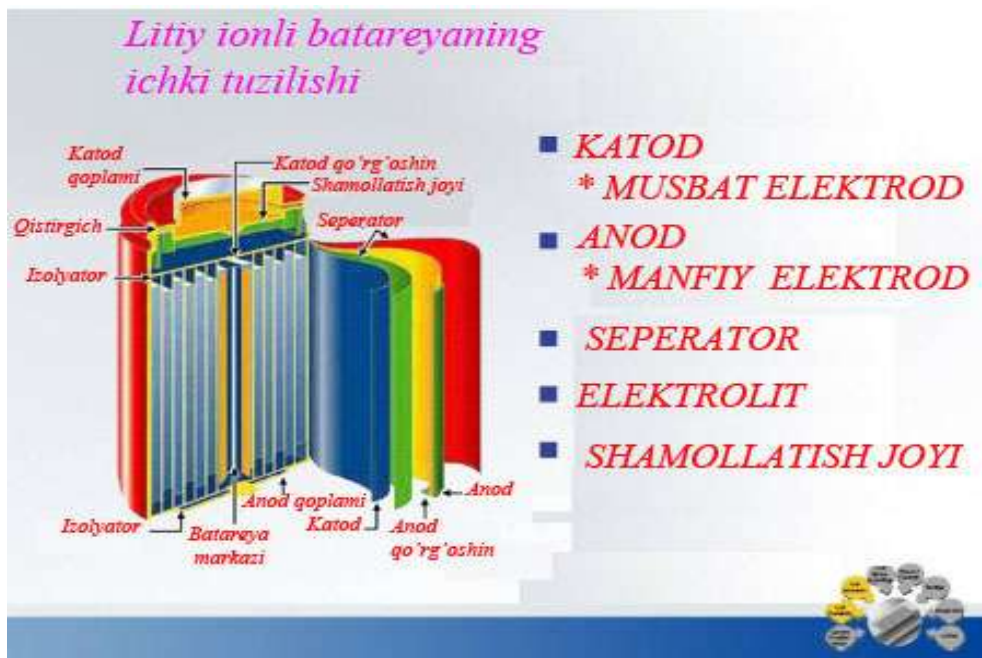 Litiy ionli batareyaning
ichki tuzilishi
Katod
qoplami
Katod qo'rg'oshin
Shamollatish joyi
Qistirgich
Seperator
Izolyator
Anod qoplami
Anod
Izolyator
Batareya
markazi
Katod
Anod
qo'rg'oshin
KATOD
* MUSBAT ELEKTROD
ANOD
* MANFIY ELEKTROD
SEPERATOR
ELEKTROLIT
SHAMOLLATISH JOYI